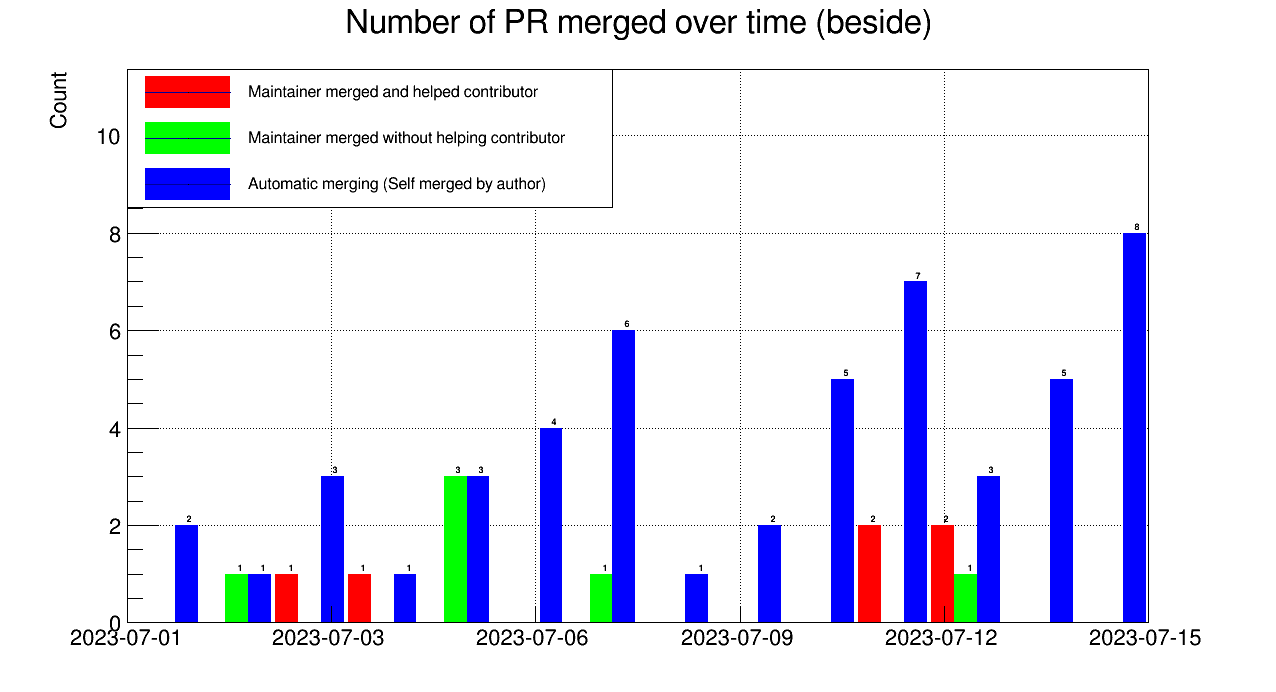 Number of PR merged over time (beside)
Count
Maintainer merged and helped contributor
Maintainer merged without helping contributor
Automatic merging (Self merged by author)
10
8
6
4
2
0
2 1 1 1 3 1 1 3 3 4 1 6 1 2 5 2 7 2 1 3 5 8
2023-07-01 2023-07-03 2023-07-06 2023-07-09 2023-07-12 2023-07-15